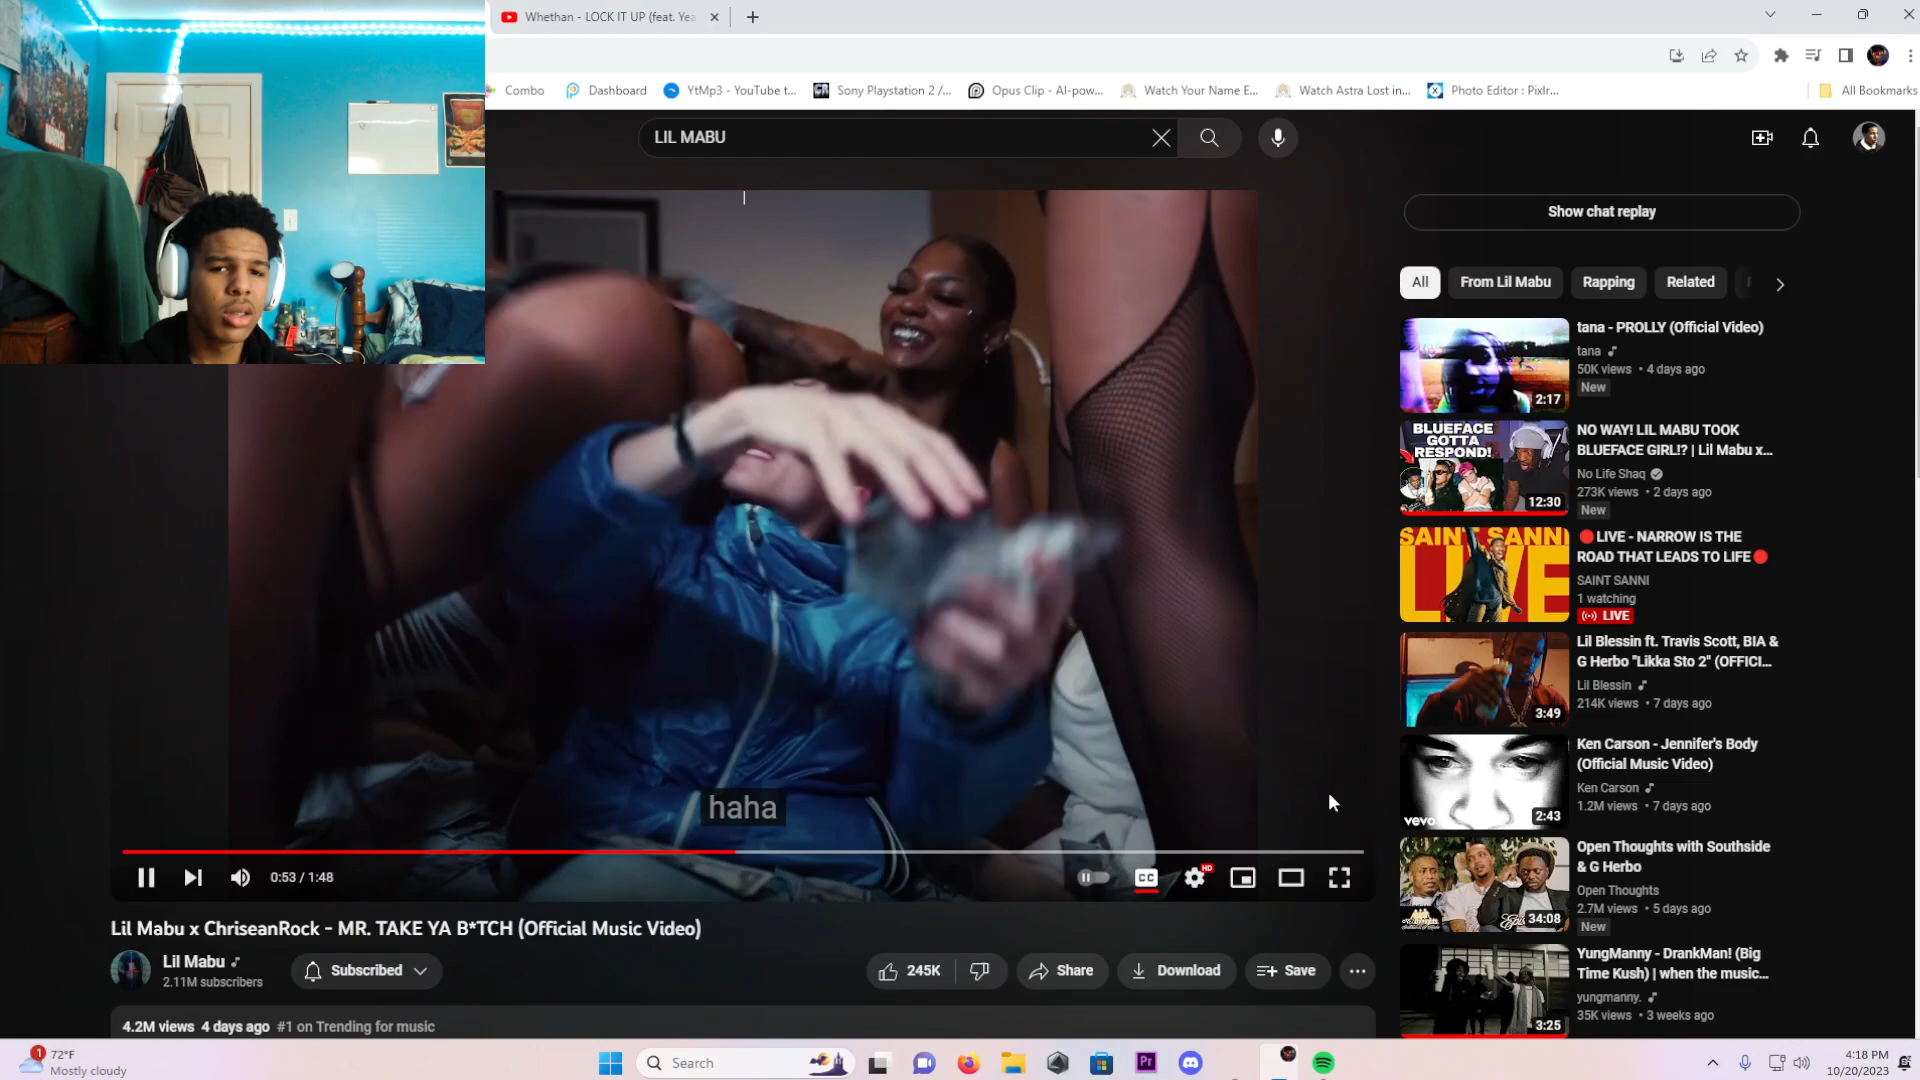 Whethan - LOCK IT UP (feat. Yea
Combo
Dashboard
YtMp3 - YouTube t...
Sony Playstation 2 /...
Opus Clip - AI-pow...
Watch Your Name E...
Watch Astra Lost in...
Photo Editor : Pixlr...
All Bookmarks
LIL MABU
MARVEL
Show chat replay
All
From Lil Mabu
Rapping
Related
tana - PROLLY (Official Video)
tana
50K views • 4 days ago
New
2:17
BLUEFACE
GOTTA
RESPOND!
12:30
NO WAY! LIL MABU TOOK
BLUEFACE GIRL!? | Lil Mabu x...
No Life Shaq
273K views • 2 days ago
New
SAINT SANNI
LIVE
🔴LIVE - NARROW IS THE
ROAD THAT LEADS TO LIFE🔴
SAINT SANNI
1 watching
LIVE
Lil Blessin ft. Travis Scott, BIA &
G Herbo "Likka Sto 2" (OFFICI...
Lil Blessin
214K views • 7 days ago
3:49
Ken Carson - Jennifer's Body
(Official Music Video)
Ken Carson
1.2M views • 7 days ago
vevo
2:43
Open Thoughts with Southside
& G Herbo
Open Thoughts
2.7M views • 5 days ago
New
34:08
YungManny - DrankMan! (Big
Time Kush) | when the music...
yungmanny.
35K views • 3 weeks ago
3:25
haha
0:53 / 1:48
CC
HD
Lil Mabu x ChriseanRock - MR. TAKE YA B*TCH (Official Music Video)
Lil Mabu
2.11M subscribers
Subscribed
245K
Share
Download
Save
4.2M views 4 days ago #1 on Trending for music
1
72°F
Mostly cloudy
Search
Pr
4:18 PM
10/20/2023